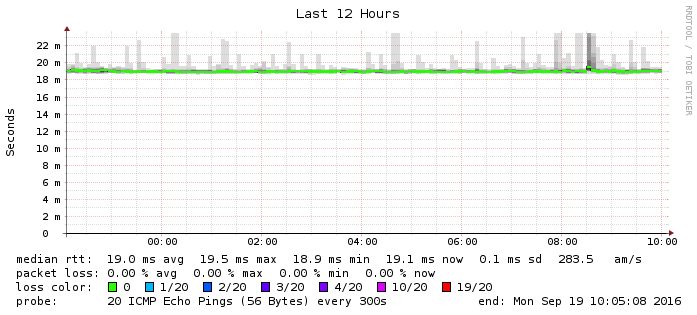 Last 12 Hours
RRDTOOL / TOBI OETIKER
Seconds
22 m
20 m
18 m
16 m
14 m
12 m
10 m
8 m
6 m
4 m
2 m
0
00:00 02:00 04:00 06:00 08:00 10:00
median rtt: 19.0 ms avg 19.5 ms max 18.9 ms min 19.1 ms now 0.1 ms sd 283.5 am/s
packet loss: 0.00 % avg 0.00 % max 0.00 % min 0.00 % now
loss color: 0 1/20 2/20 3/20 4/20 10/20 19/20
probe: 20 ICMP Echo Pings (56 Bytes) every 300s end: Mon Sep 19 10:05:08 2016